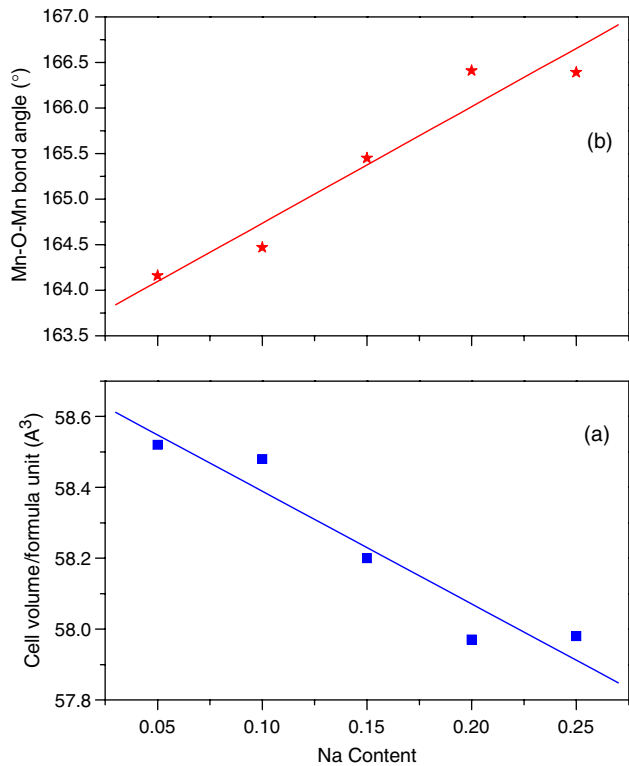 167.0
166.5
166.0
165.5
165.0
164.5
164.0
163.5
Mn-O-Mn bond angle (°)
(b)
58.6
58.4
58.2
58.0
57.8
Cell volume/formula unit (A³)
(a)
0.05 0.10 0.15 0.20 0.25
Na Content